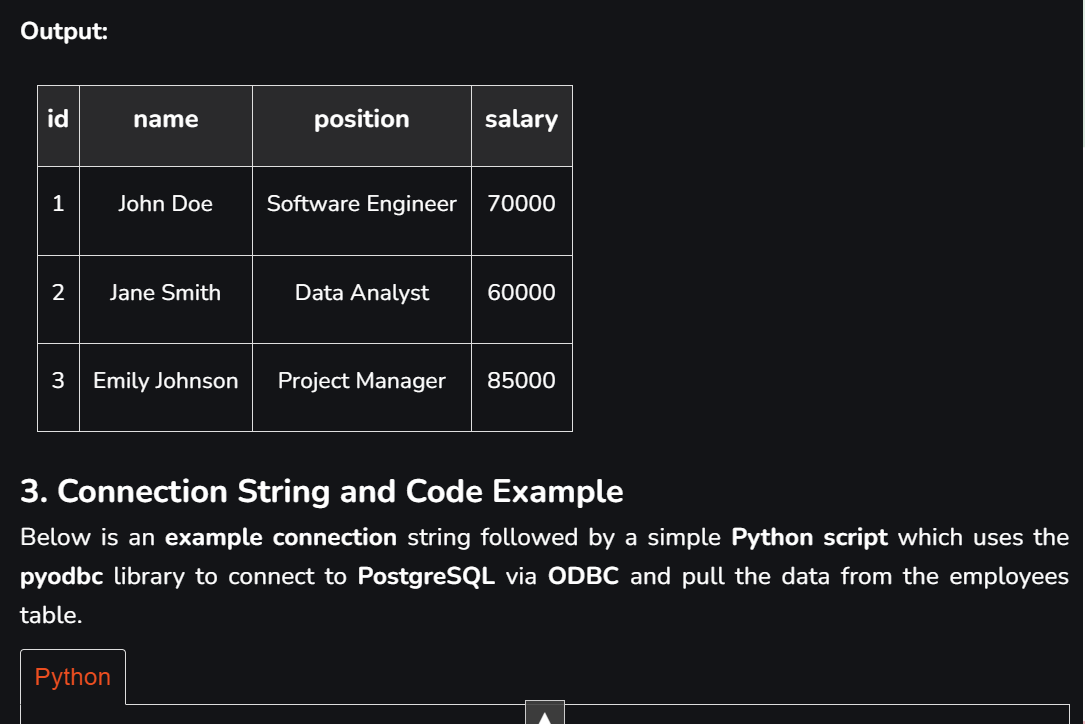 Output:
id name position salary
1 John Doe Software Engineer 70000
2 Jane Smith Data Analyst 60000
3 Emily Johnson Project Manager 85000
3. Connection String and Code Example
Below is an example connection string followed by a simple Python script which uses the
pyodbc library to connect to PostgreSQL via ODBC and pull the data from the employees
table.
Python